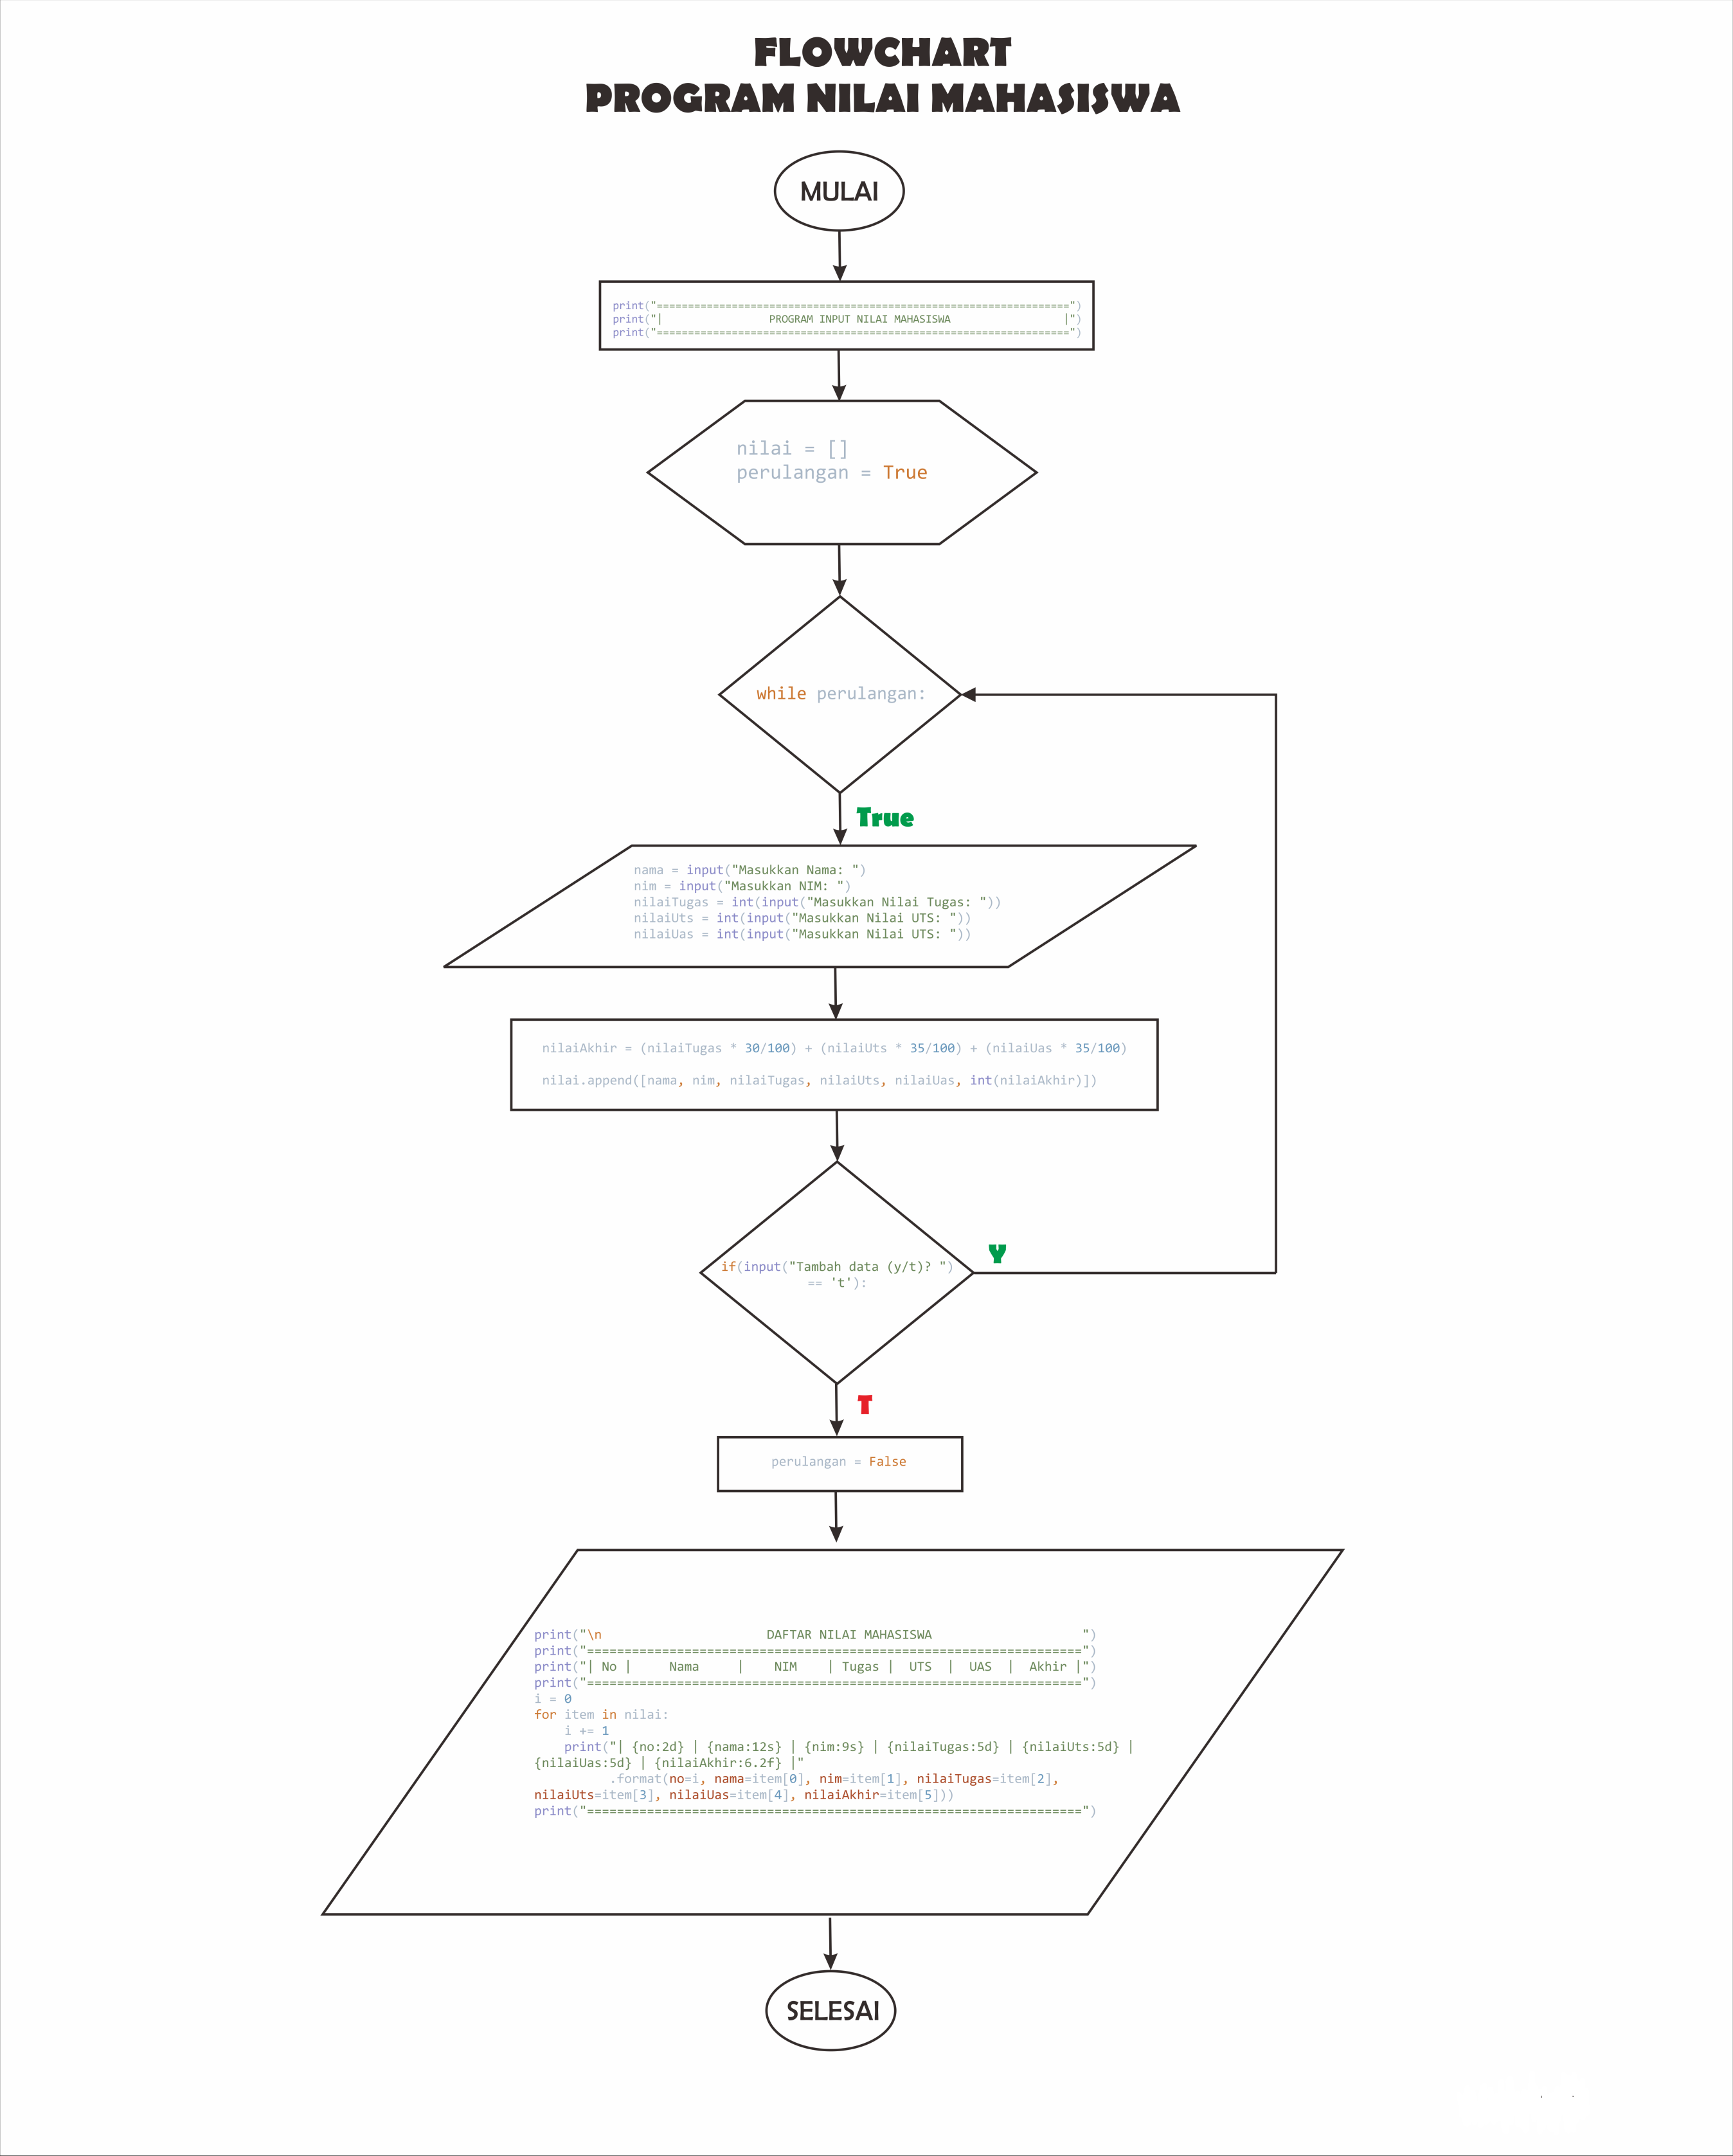 FLOWCHART
PROGRAM NILAI MAHASISWA
MULAI
print("==================================================================")
print("|                 PROGRAM INPUT NILAI MAHASISWA                  |")
print("==================================================================")
nilai = []
perulangan = True
while perulangan:
True
nama = input("Masukkan Nama: ")
nim = input("Masukkan NIM: ")
nilaiTugas = int(input("Masukkan Nilai Tugas: "))
nilaiUts = int(input("Masukkan Nilai UTS: "))
nilaiUas = int(input("Masukkan Nilai UTS: "))
nilaiAkhir = (nilaiTugas * 30/100) + (nilaiUts * 35/100) + (nilaiUas * 35/100)
nilai.append([nama, nim, nilaiTugas, nilaiUts, nilaiUas, int(nilaiAkhir)])
if(input("Tambah data (y/t)? ")
== 't'):
Y
T
perulangan = False
print("\n                      DAFTAR NILAI MAHASISWA                    ")
print("==================================================================")
print("| No |     Nama     |    NIM    | Tugas |  UTS  |  UAS  |  Akhir |")
print("==================================================================")
i = 0
for item in nilai:
    i += 1
    print("| {no:2d} | {nama:12s} | {nim:9s} | {nilaiTugas:5d} | {nilaiUts:5d} |
{nilaiUas:5d} | {nilaiAkhir:6.2f} |"
          .format(no=i, nama=item[0], nim=item[1], nilaiTugas=item[2],
nilaiUts=item[3], nilaiUas=item[4], nilaiAkhir=item[5]))
print("==================================================================")
SELESAI